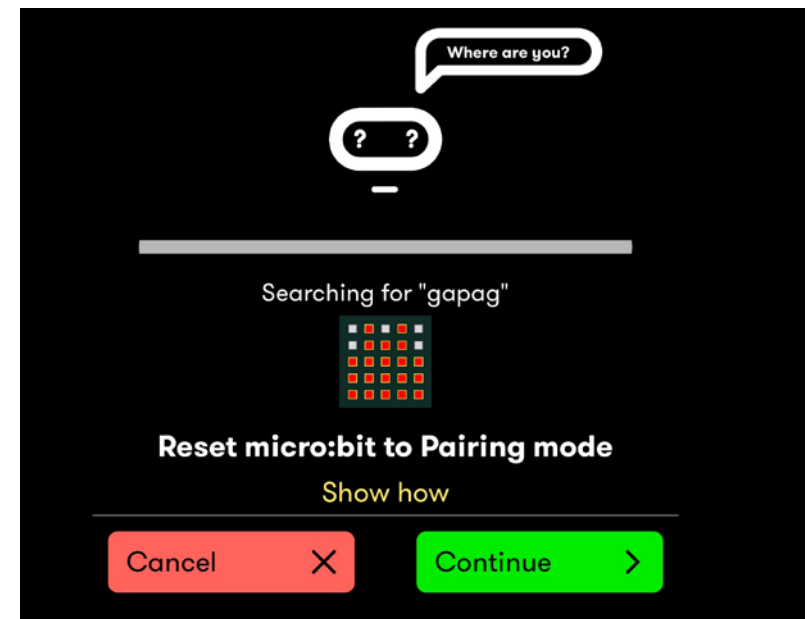 Where are you?
? ?
Searching for "gapag"
Reset micro:bit to Pairing mode
Show how
Cancel
Continue